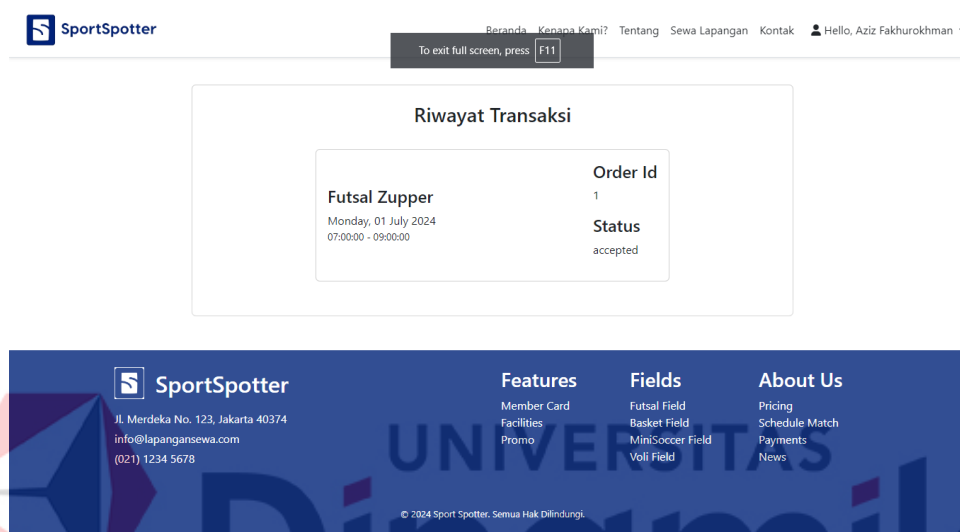 SportSpotter
Beranda Kenapa Kami? Tentang Sewa Lapangan Kontak Hello, Aziz Fakhurokhman
To exit full screen, press F11
Riwayat Transaksi
Futsal Zupper
Monday, 01 July 2024
07:00:00 - 09:00:00
Order Id
1
Status
accepted
SportSpotter
Jl. Merdeka No. 123, Jakarta 40374
info@lapangansewa.com
(021) 1234 5678
Features
Member Card
Facilities
Promo
Fields
Futsal Field
Basket Field
MiniSoccer Field
Voli Field
About Us
Pricing
Schedule Match
Payments
News
UNIVERSITAS
© 2024 Sport Spotter. Semua Hak Dilindungi.